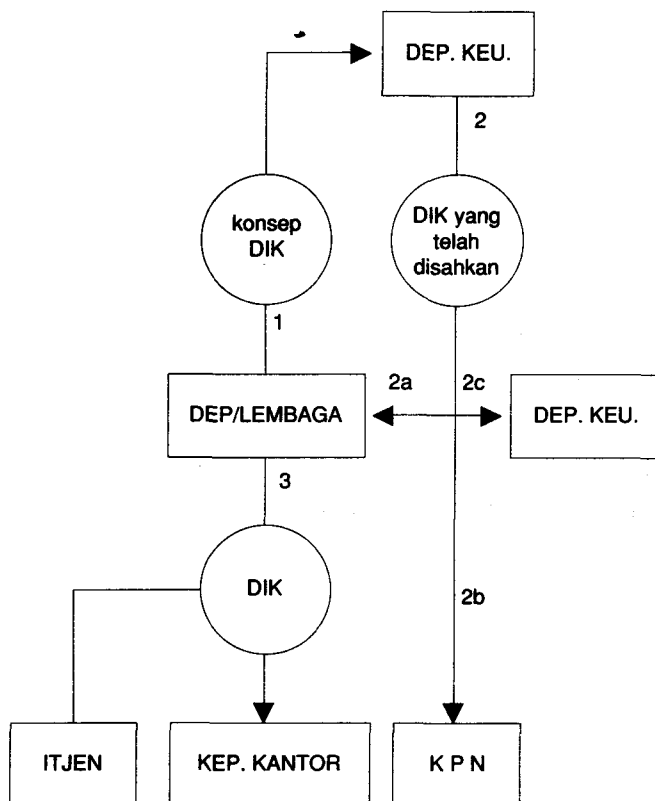 DEP. KEU.
2
konsep
DIK
DIK yang
telah
disahkan
1
2a
2c
DEP/LEMBAGA
DEP. KEU.
3
DIK
2b
ITJEN
KEP. KANTOR
K P N